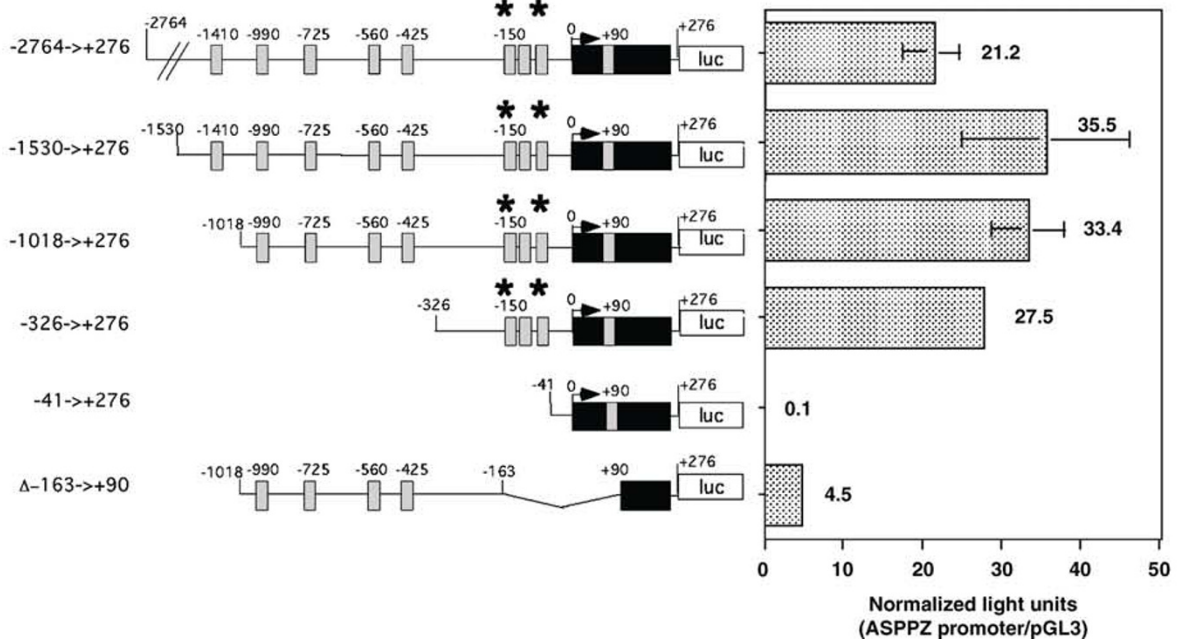 * *
-2764->+276 -2764 -1410 -990 -725 -560 -425 -150 0 +90 +276 luc 21.2
* *
-1530->+276 -1530 -1410 -990 -725 -560 -425 -150 0 +90 +276 luc 35.5
* *
-1018->+276 -1018 -990 -725 -560 -425 -150 0 +90 +276 luc 33.4
* *
-326->+276 -326 -150 0 +90 +276 luc 27.5
-41->+276 -41 0 +90 +276 luc 0.1
Δ-163->+90 -1018 -990 -725 -560 -425 -163 +90 +276 luc 4.5
0 10 20 30 40 50
Normalized light units
(ASPPZ promoter/pGL3)